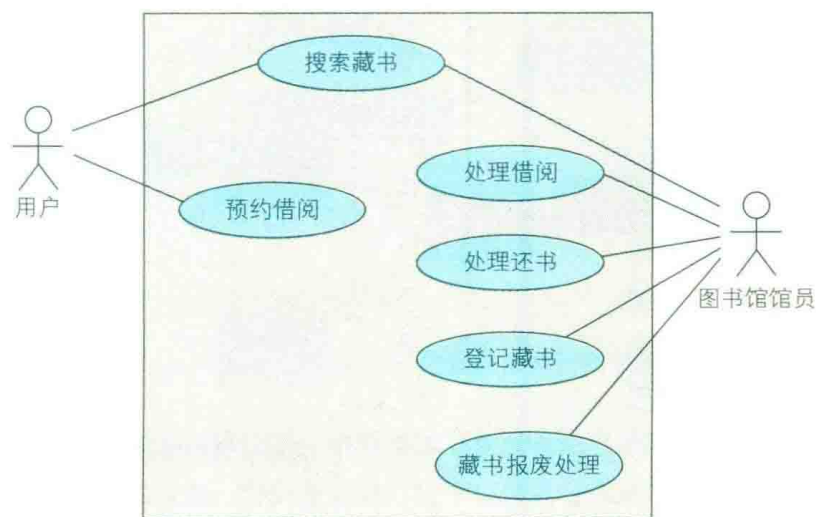 搜索藏书
处理借阅
用户
预约借阅
处理还书
图书馆馆员
登记藏书
藏书报废处理